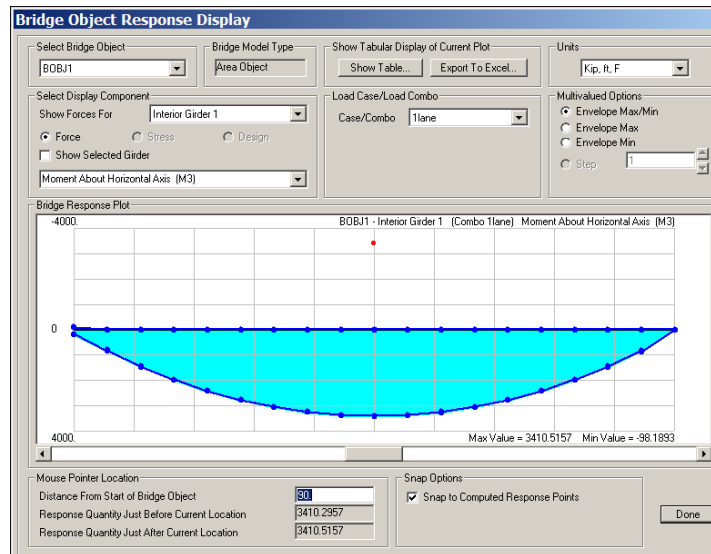 Bridge Object Response Display
Select Bridge Object
BOBJ1
Bridge Model Type
Area Object
Show Tabular Display of Current Plot
Show Table...
Export To Excel...
Units
Kip, ft, F
Select Display Component
Show Forces For
Interior Girder 1
Force
Stress
Design
Show Selected Girder
Moment About Horizontal Axis (M3)
Load Case/Load Combo
Case/Combo
1lane
Multivalued Options
Envelope Max/Min
Envelope Max
Envelope Min
Step
1
Bridge Response Plot
-4000.
BOBJ1 - Interior Girder 1 (Combo 1lane) Moment About Horizontal Axis (M3)
0
4000.
Max Value = 3410.5157 Min Value = -98.1893
Mouse Pointer Location
Distance From Start of Bridge Object
90.
Response Quantity Just Before Current Location
3410.2957
Response Quantity Just After Current Location
3410.5157
Snap Options
Snap to Computed Response Points
Done